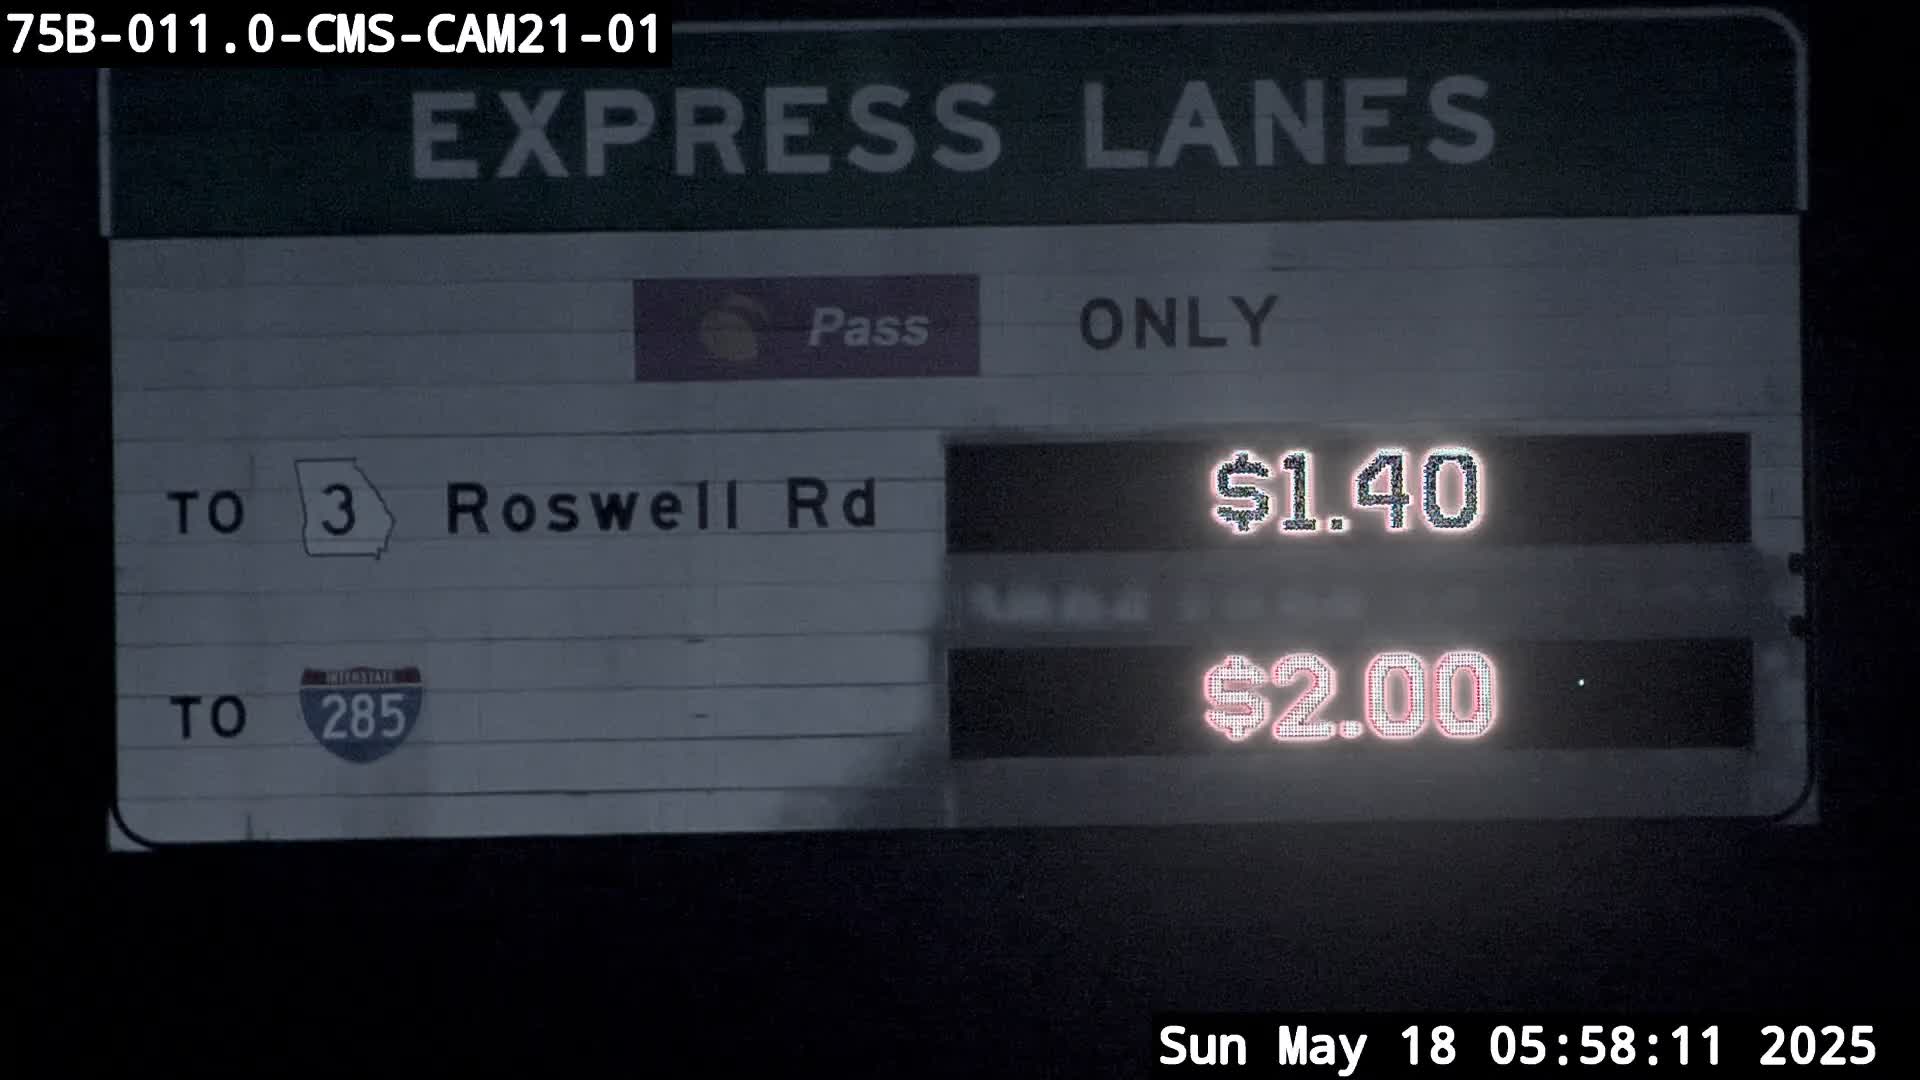 75B-011.0-CMS-CAM21-01
EXPRESS LANES
Pass ONLY
TO 3 Roswell Rd $1.40
TO INTERSTATE 285 $2.00
Sun May 18 05:58:11 2025